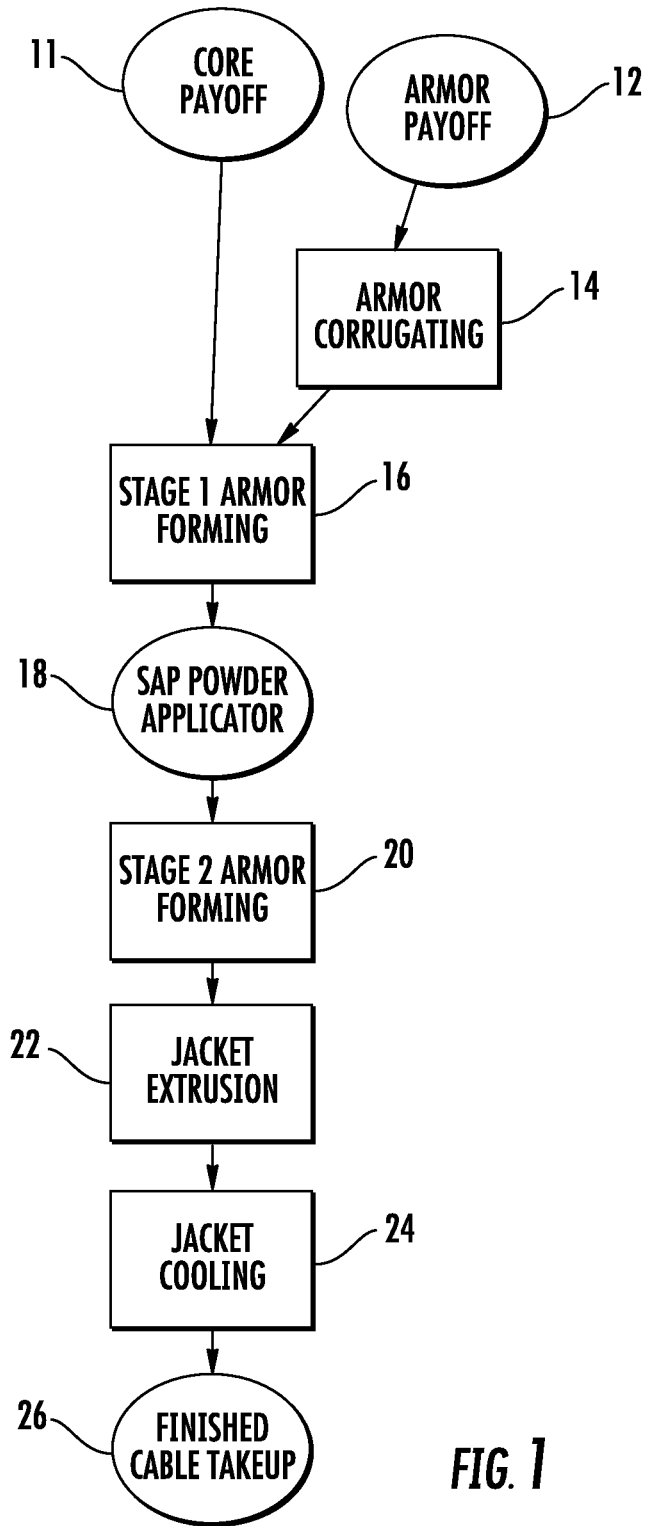 11
CORE
PAYOFF
ARMOR
PAYOFF
12
ARMOR
CORRUGATING
14
STAGE 1 ARMOR
FORMING
16
18
SAP POWDER
APPLICATOR
STAGE 2 ARMOR
FORMING
20
22
JACKET
EXTRUSION
JACKET
COOLING
24
26
FINISHED
CABLE TAKEUP
FIG. 1